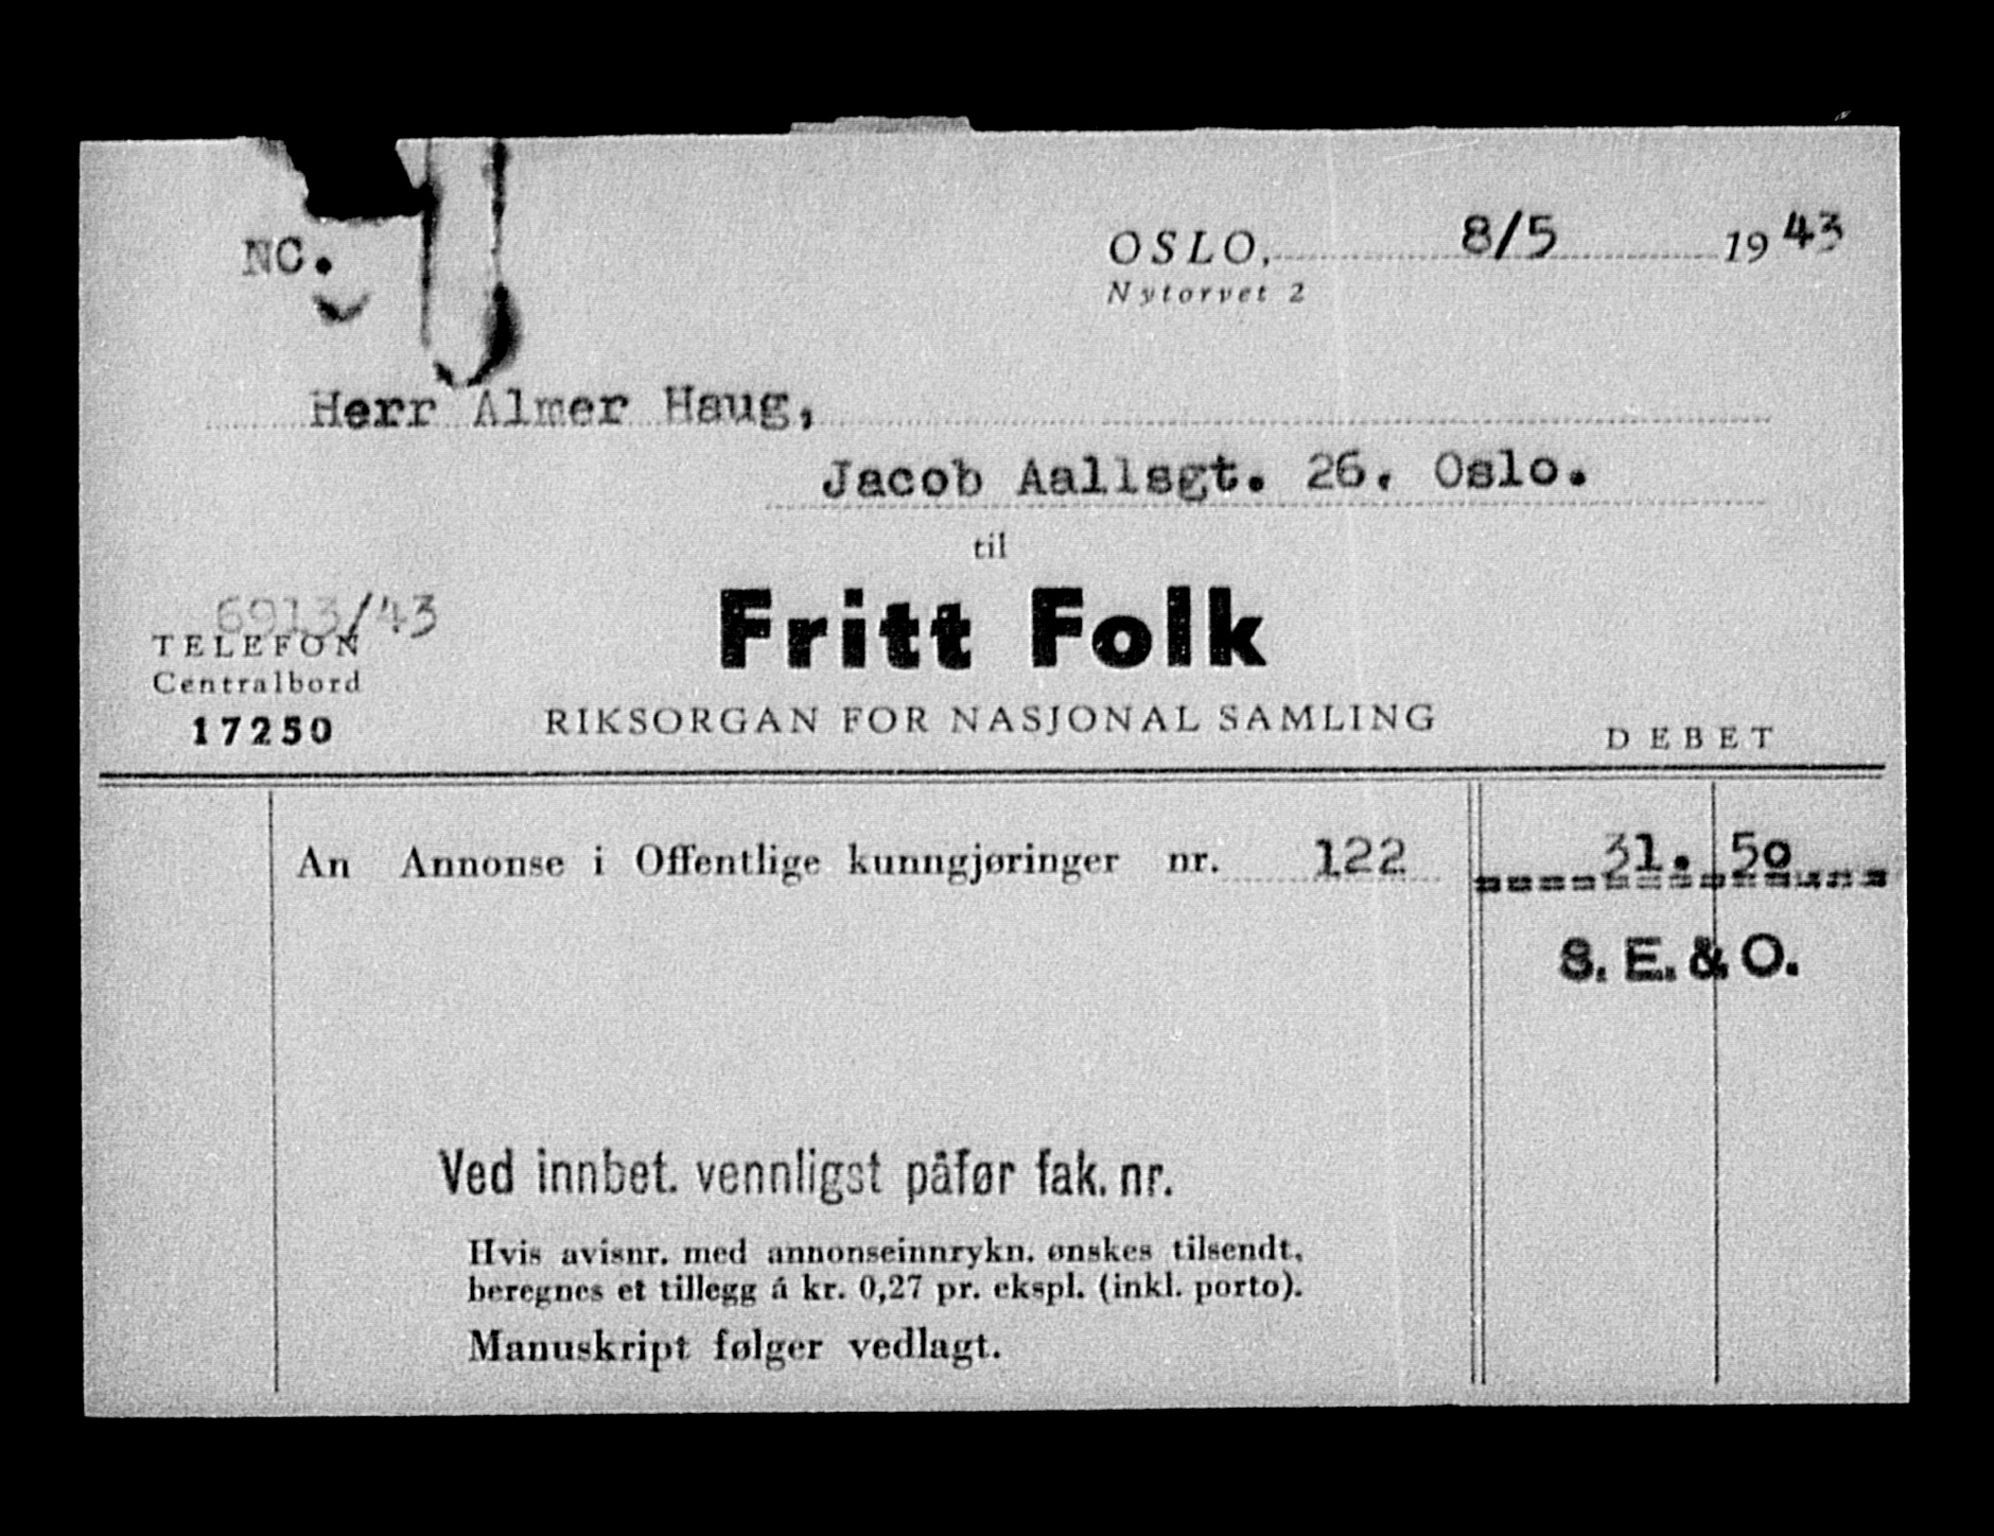 NC.
OSLO, 8/5 1943
Nytorvet 2
Herr Almer Haug,
Jacob Aallsgt. 26. Oslo.
til
6913/43
Fritt Folk
TELEFON
Centralbord
17250
RIKSORGAN FOR NASJONAL SAMLING
DEBET
An Annonse i Offentlige kunngjøringer nr. 122 31. 50
S. E. & O.
Ved innbet. vennligst påfør fak. nr.
Hvis avisnr. med annonseinnrykn. ønskes tilsendt,
beregnes et tillegg á kr. 0,27 pr. ekspl. (inkl. porto).
Manuskript følger vedlagt.